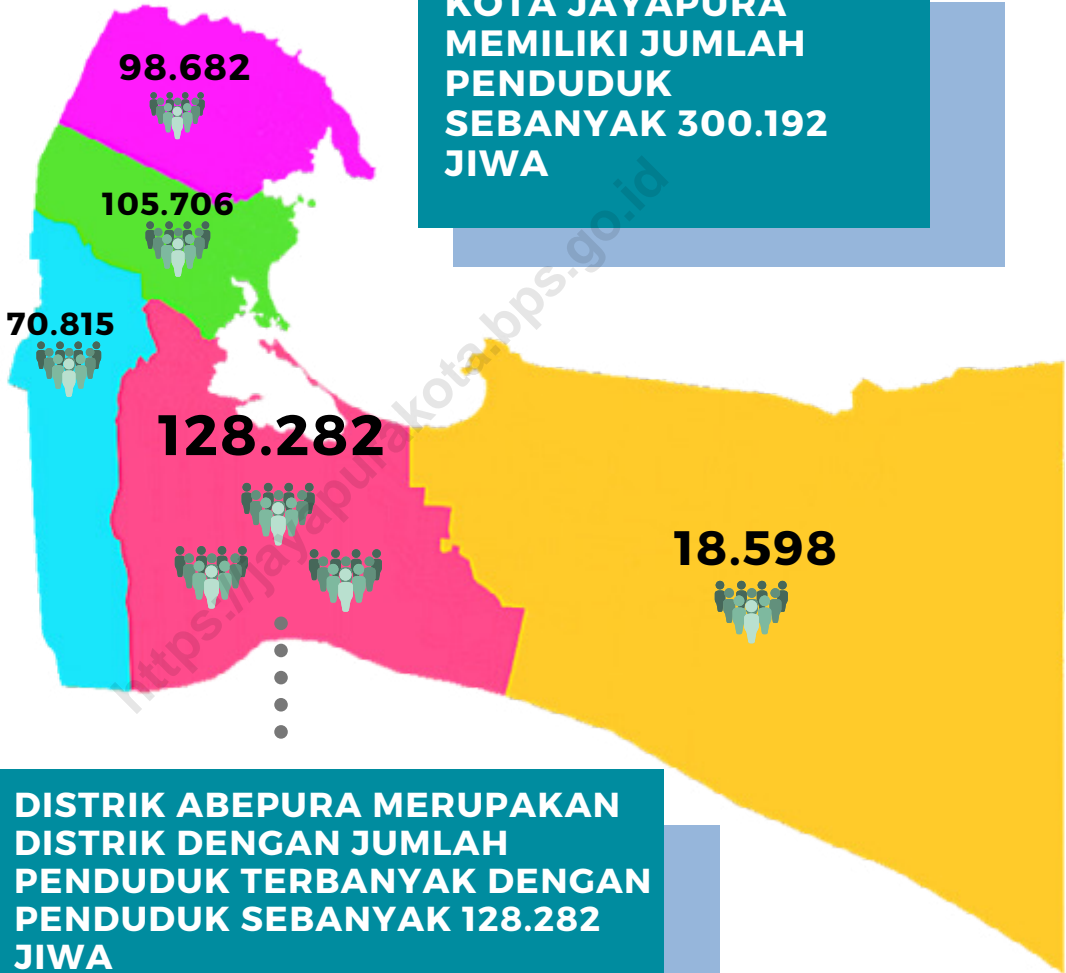 KOTA JAYAPURA
MEMILIKI JUMLAH
PENDUDUK
SEBANYAK 300.192
JIWA
98.682
105.706
70.815
128.282
18.598
https://jayapurakota.bps.go.id
DISTRIK ABEPURA MERUPAKAN
DISTRIK DENGAN JUMLAH
PENDUDUK TERBANYAK DENGAN
PENDUDUK SEBANYAK 128.282
JIWA